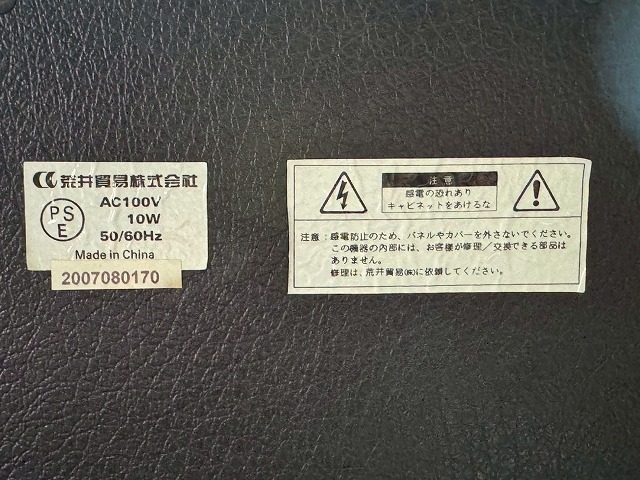 荒井貿易株式会社
PS
E
AC100V
10W
50/60Hz
Made in China
2007080170
注意
感電の恐れあり
キャビネットをあけるな
注意:感電防止のため、パネルやカバーを外さないでください。
この機器の内部には、お客様が修理/交換できる部品は
ありません。
修理は、荒井貿易㈱に依頼してください。